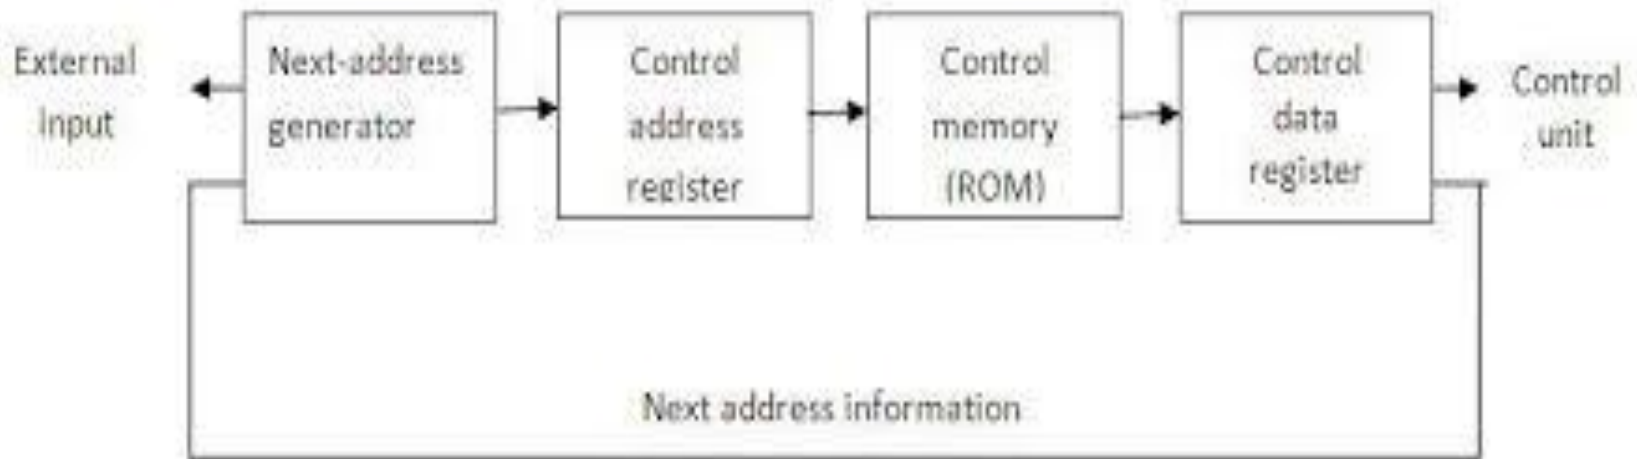 External
Input
Next-address
generator
Control
address
register
Control
memory
(ROM)
Control
data
register
Control
unit
Next address information